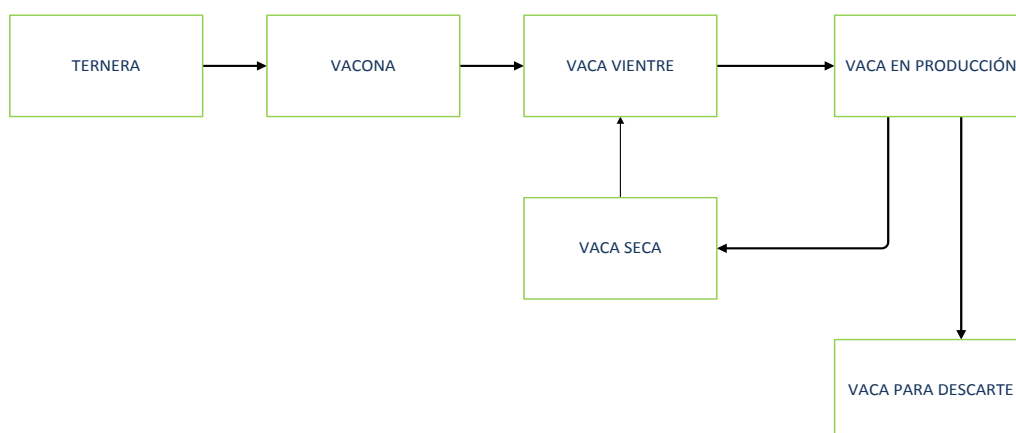 TERNERA
VACONA
VACA VIENTRE
VACA EN PRODUCCIÓN
VACA SECA
VACA PARA DESCARTE